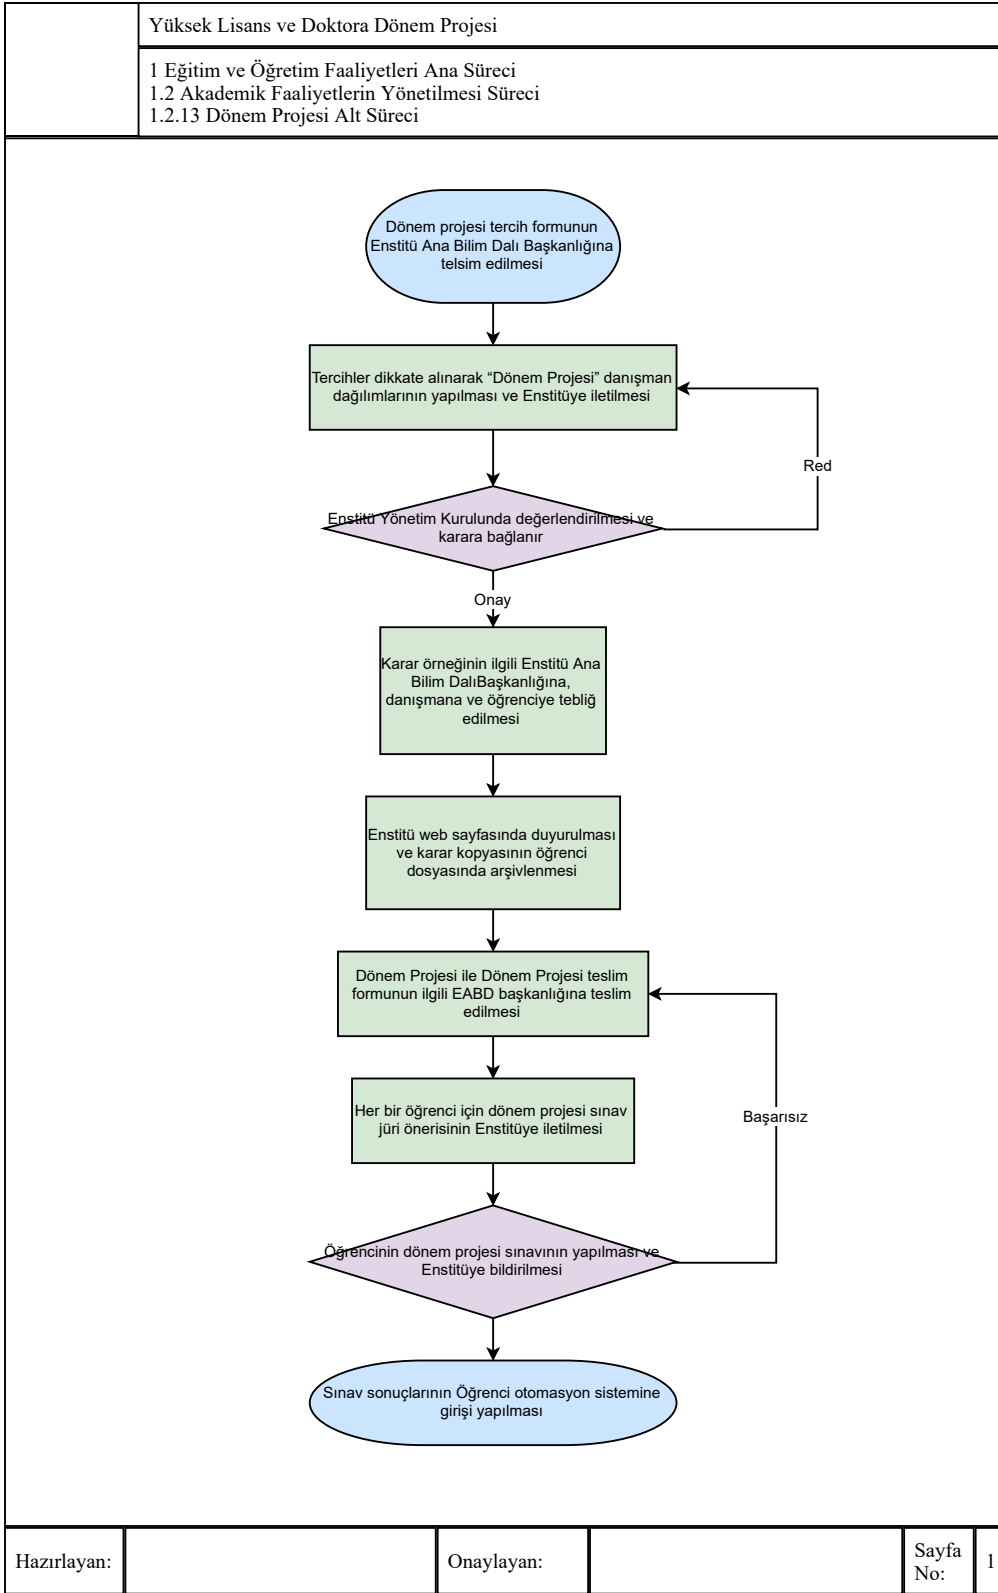 Yüksek Lisans ve Doktora Dönem Projesi
1 Eğitim ve Öğretim Faaliyetleri Ana Süreci
1.2 Akademik Faaliyetlerin Yönetilmesi Süreci
1.2.13 Dönem Projesi Alt Süreci
Dönem projesi tercih formunun
Enstitü Ana Bilim Dalı Başkanlığına
telsim edilmesi
Tercihler dikkate alınarak “Dönem Projesi” danışman
dağılımlarının yapılması ve Enstitüye iletilmesi
Red
Enstitü Yönetim Kurulunda değerlendirilmesi ve
karara bağlanır
Onay
Karar örneğinin ilgili Enstitü Ana
Bilim DalıBaşkanlığına,
danışmana ve öğrenciye tebliğ
edilmesi
Enstitü web sayfasında duyurulması
ve karar kopyasının öğrenci
dosyasında arşivlenmesi
Dönem Projesi ile Dönem Projesi teslim
formunun ilgili EABD başkanlığına teslim
edilmesi
Her bir öğrenci için dönem projesi sınav
jüri önerisinin Enstitüye iletilmesi
Başarısız
Öğrencinin dönem projesi sınavının yapılması ve
Enstitüye bildirilmesi
Sınav sonuçlarının Öğrenci otomasyon sistemine
girişi yapılması
Hazırlayan:
Onaylayan:
Sayfa
No:
1